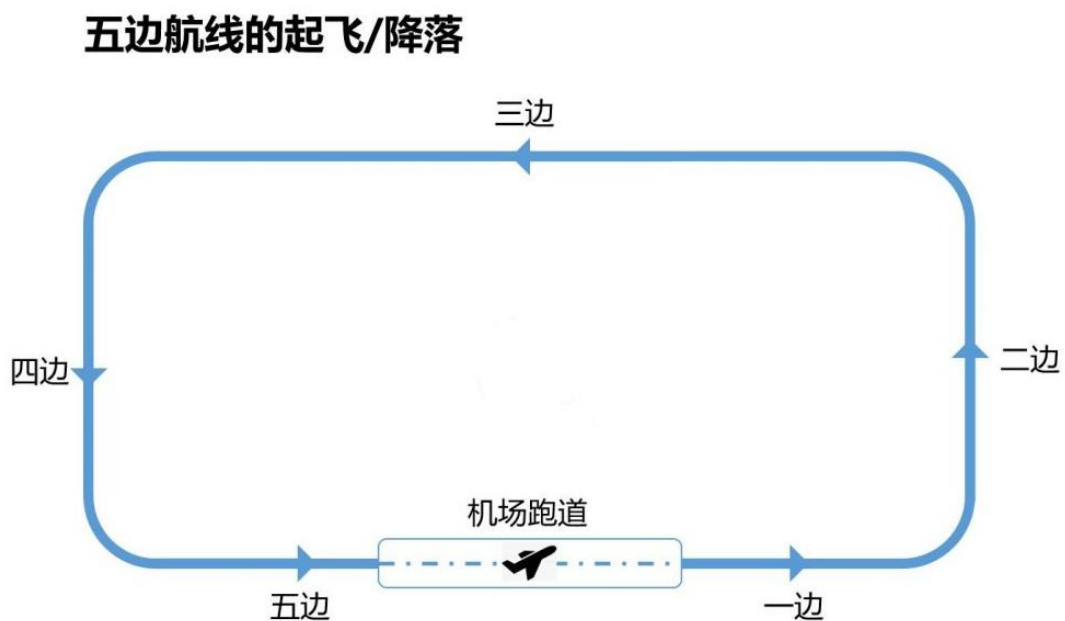 五边航线的起飞/降落
三边
四边
二边
机场跑道
五边
一边